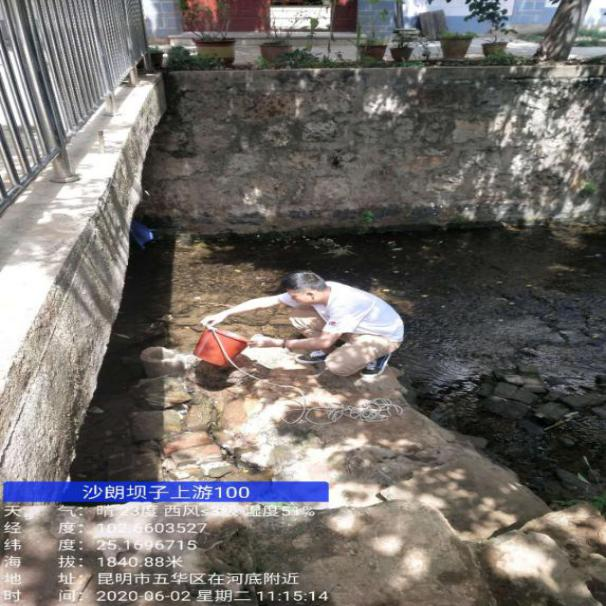 沙朗坝子上游100
天 气: 晴 23度 西风≤3级 湿度51%
经 度: 102.6603527
纬 度: 25.1696715
海 拔: 1840.88米
地 址: 昆明市五华区在河底附近
时 间: 2020-06-02 星期二 11:15:14